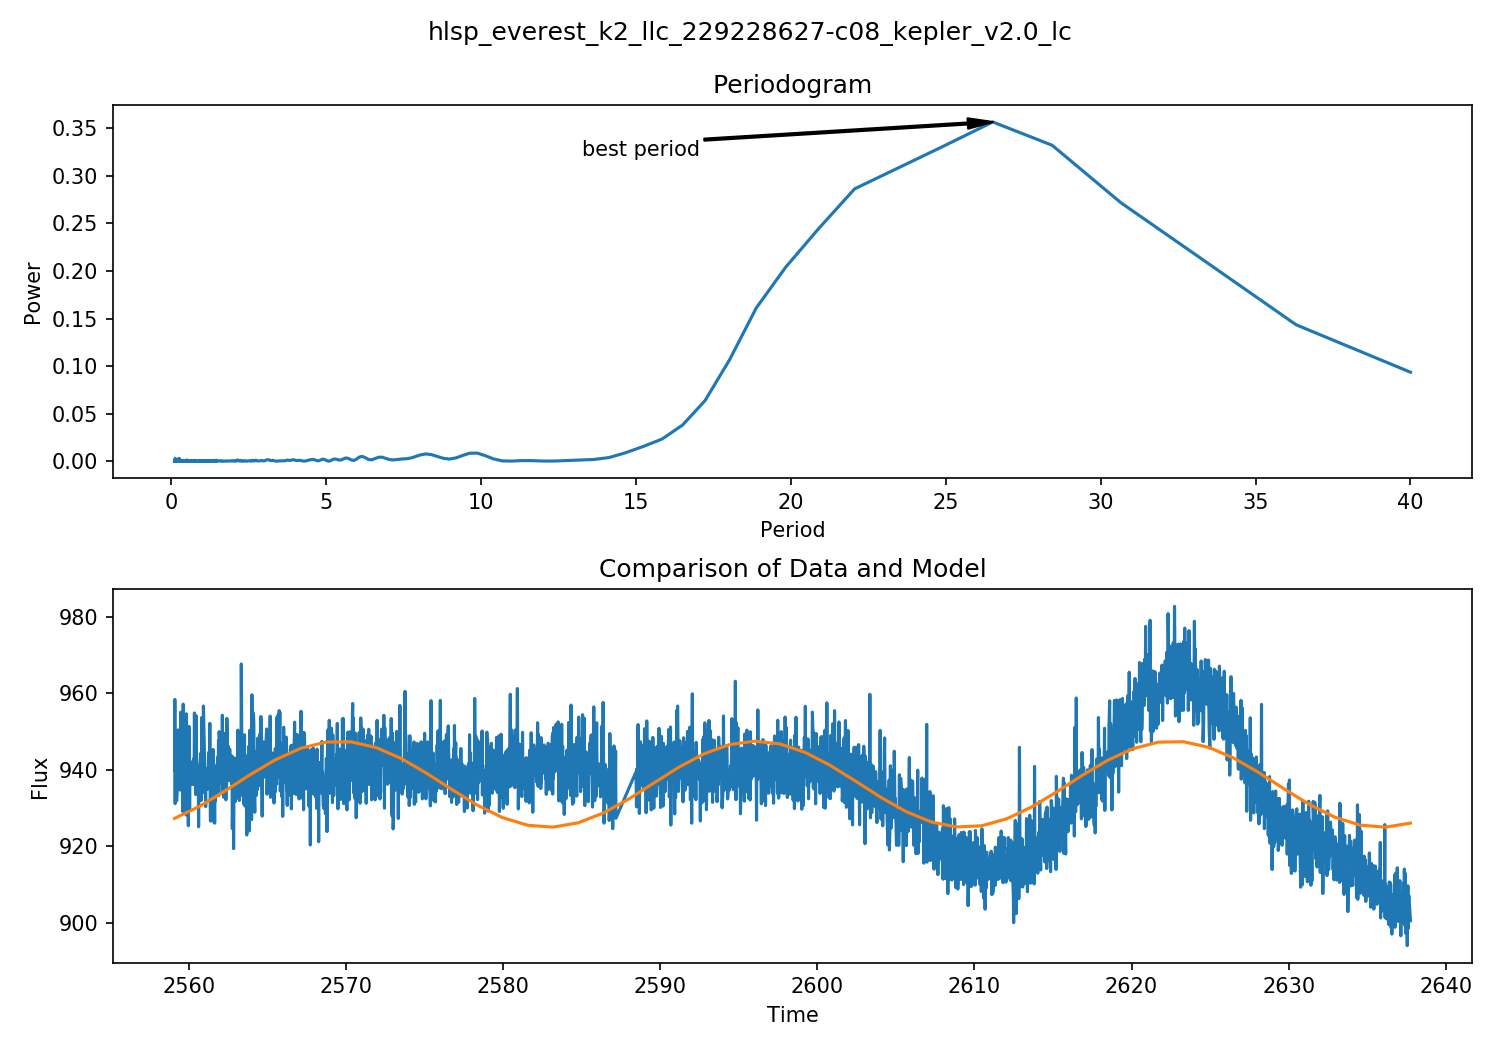 hlsp_everest_k2_llc_229228627-c08_kepler_v2.0_lc
Periodogram
best period
0.35
0.30
0.25
0.20
0.15
0.10
0.05
0.00
Power
0 5 10 15 20 25 30 35 40
Period
Comparison of Data and Model
980
960
940
920
900
Flux
2560 2570 2580 2590 2600 2610 2620 2630 2640
Time